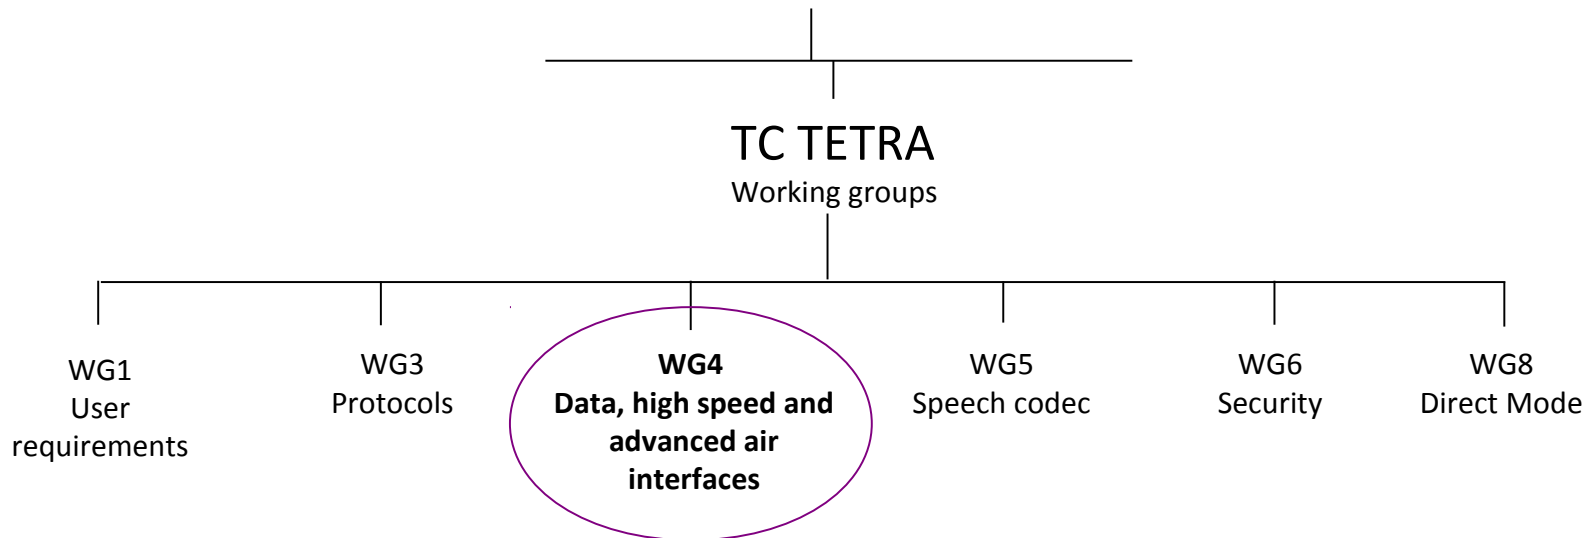 TC TETRA
Working groups
WG1
User
requirements
WG3
Protocols
WG4
Data, high speed and
advanced air
interfaces
WG5
Speech codec
WG6
Security
WG8
Direct Mode